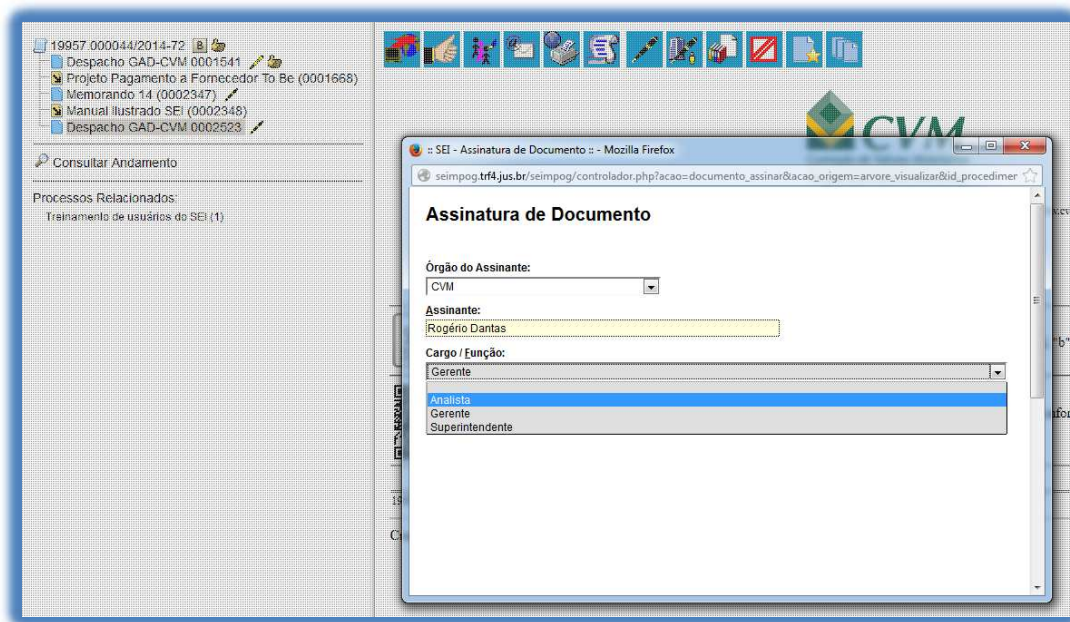 19957.000044/2014-72
Despacho GAD-CVM 0001541
Projeto Pagamento a Fornecedor To Be (0001668)
Memorando 14 (0002347)
Manual Ilustrado SEI (0002348)
Despacho GAD-CVM 0002523
Consultar Andamento
Processos Relacionados:
Treinamento de usuários do SEI (1)
CVM
:: SEI - Assinatura de Documento :: - Mozilla Firefox
seimpog.trf4.jus.br/seimpog/controlador.php?acao=documento_assinar&acao_origem=arvore_visualizar&id_procedimer
Assinatura de Documento
Órgão do Assinante:
CVM
Assinante:
Rogério Dantas
Cargo / Função:
Gerente
Analista
Gerente
Superintendente
"b"